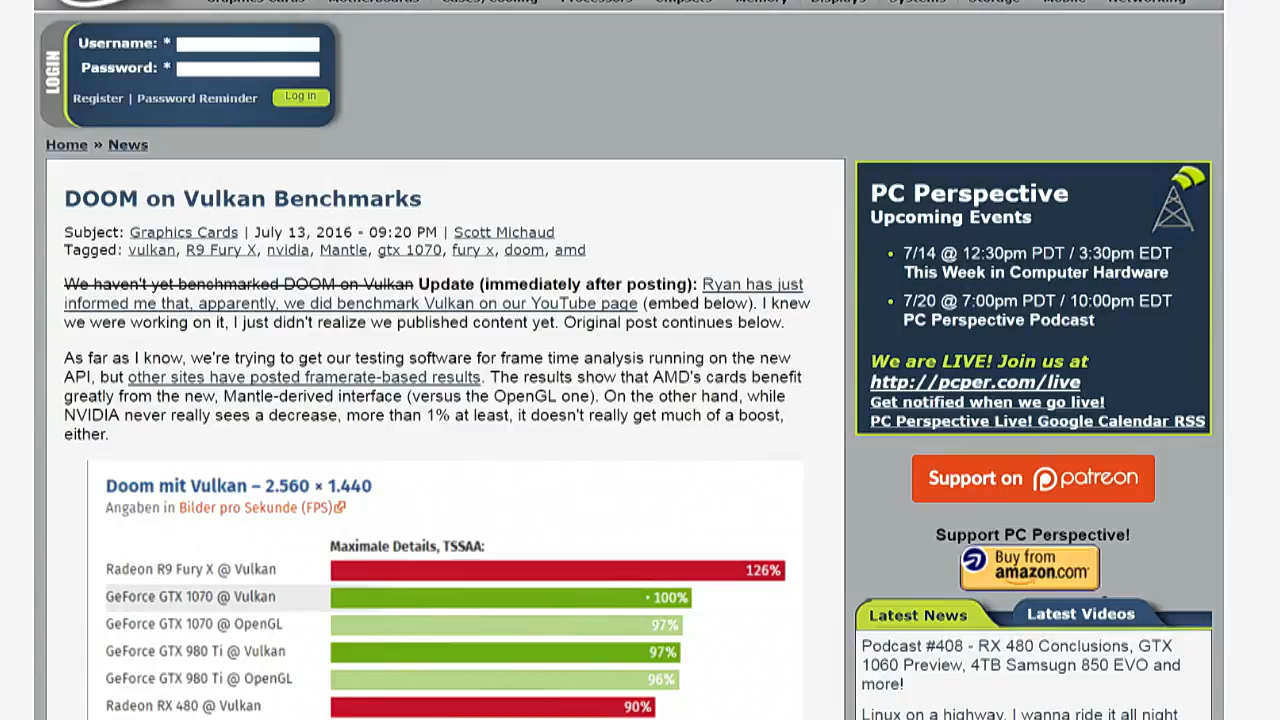 Graphics Cards Motherboards Cases/Cooling Processors Chipsets Memory Displays Systems Storage Mobile Networking
LOGIN
Username: *
Password: *
Register | Password Reminder Log in
Home » News
DOOM on Vulkan Benchmarks
Subject: Graphics Cards | July 13, 2016 - 09:20 PM | Scott Michaud
Tagged: vulkan, R9 Fury X, nvidia, Mantle, gtx 1070, fury x, doom, amd
We haven't yet benchmarked DOOM on Vulkan Update (immediately after posting): Ryan has just
informed me that, apparently, we did benchmark Vulkan on our YouTube page (embed below). I knew
we were working on it, I just didn't realize we published content yet. Original post continues below.
As far as I know, we're trying to get our testing software for frame time analysis running on the new
API, but other sites have posted framerate-based results. The results show that AMD's cards benefit
greatly from the new, Mantle-derived interface (versus the OpenGL one). On the other hand, while
NVIDIA never really sees a decrease, more than 1% at least, it doesn't really get much of a boost,
either.
Doom mit Vulkan – 2.560 × 1.440
Angaben in Bilder pro Sekunde (FPS)
Maximale Details, TSSAA:
Radeon R9 Fury X @ Vulkan 126%
GeForce GTX 1070 @ Vulkan • 100%
GeForce GTX 1070 @ OpenGL 97%
GeForce GTX 980 Ti @ Vulkan 97%
GeForce GTX 980 Ti @ OpenGL 96%
Radeon RX 480 @ Vulkan 90%
PC Perspective
Upcoming Events
• 7/14 @ 12:30pm PDT / 3:30pm EDT
This Week in Computer Hardware
• 7/20 @ 7:00pm PDT / 10:00pm EDT
PC Perspective Podcast
We are LIVE! Join us at
http://pcper.com/live
Get notified when we go live!
PC Perspective Live! Google Calendar RSS
Support on patreon
Support PC Perspective!
Buy from
amazon.com
Latest News Latest Videos
Podcast #408 - RX 480 Conclusions, GTX
1060 Preview, 4TB Samsugn 850 EVO and
more!
Linux on a highway, I wanna ride it all night